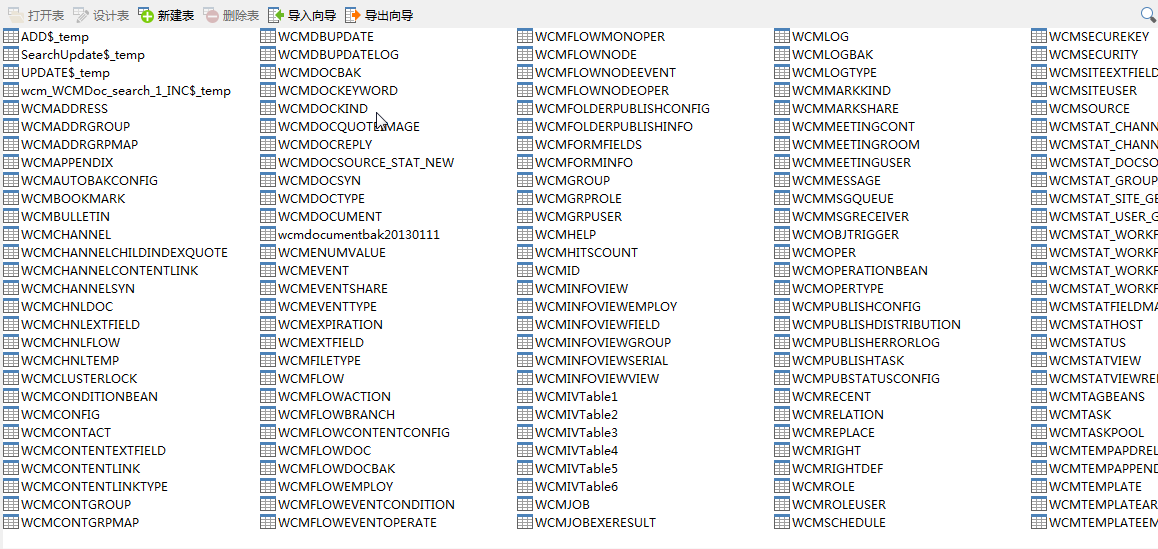 打开表 设计表 新建表 删除表 导入向导 导出向导
ADD$_temp
SearchUpdate$_temp
UPDATE$_temp
wcm_WCMDoc_search_1_INC$_temp
WCMADDRESS
WCMADDRGROUP
WCMADDRGRPMAP
WCMAPPENDIX
WCMAUTOBAKCONFIG
WCMBOOKMARK
WCMBULLETIN
WCMCHANNEL
WCMCHANNELCHILDINDEXQUOTE
WCMCHANNELCONTENTLINK
WCMCHANNELSYN
WCMCHNLDOC
WCMCHNLEXTFIELD
WCMCHNLFLOW
WCMCHNLTEMP
WCMCLUSTERLOCK
WCMCONDITIONBEAN
WCMCONFIG
WCMCONTACT
WCMCONTENTEXTFIELD
WCMCONTENTLINK
WCMCONTENTLINKTYPE
WCMCONTGROUP
WCMCONTGRPMAP
WCMDBUPDATE
WCMDBUPDATELOG
WCMDOCBAK
WCMDOCKEYWORD
WCMDOCKIND
WCMDOCQUOTEIMAGE
WCMDOCREPLY
WCMDOCSOURCE_STAT_NEW
WCMDOCSYN
WCMDOCTYPE
WCMDOCUMENT
wcmdocumentbak20130111
WCMENUMVALUE
WCMEVENT
WCMEVENTSHARE
WCMEVENTTYPE
WCMEXPIRATION
WCMEXTFIELD
WCMFILETYPE
WCMFLOW
WCMFLOWACTION
WCMFLOWBRANCH
WCMFLOWCONTENTCONFIG
WCMFLOWDOC
WCMFLOWDOCBAK
WCMFLOWEMPLOY
WCMFLOWEVENTCONDITION
WCMFLOWEVENTOPERATE
WCMFLOWMONOPER
WCMFLOWNODE
WCMFLOWNODEEVENT
WCMFLOWNODEOPER
WCMFOLDERPUBLISHCONFIG
WCMFOLDERPUBLISHINFO
WCMFORMFIELDS
WCMFORMINFO
WCMGROUP
WCMGRPROLE
WCMGRPUSER
WCMHELP
WCMHITSCOUNT
WCMID
WCMINFOVIEW
WCMINFOVIEWEMPLOY
WCMINFOVIEWFIELD
WCMINFOVIEWGROUP
WCMINFOVIEWSERIAL
WCMINFOVIEWVIEW
WCMIVTable1
WCMIVTable2
WCMIVTable3
WCMIVTable4
WCMIVTable5
WCMIVTable6
WCMJOB
WCMJOBEXERESULT
WCMLOG
WCMLOGBAK
WCMLOGTYPE
WCMMARKKIND
WCMMARKSHARE
WCMMEETINGCONT
WCMMEETINGROOM
WCMMEETINGUSER
WCMMESSAGE
WCMMSGQUEUE
WCMMSGRECEIVER
WCMOBJTRIGGER
WCMOPER
WCMOPERATIONBEAN
WCMOPERTYPE
WCMPUBLISHCONFIG
WCMPUBLISHDISTRIBUTION
WCMPUBLISHERRORLOG
WCMPUBLISHTASK
WCMPUBSTATUSCONFIG
WCMRECENT
WCMRELATION
WCMREPLACE
WCMRIGHT
WCMRIGHTDEF
WCMROLE
WCMROLEUSER
WCMSCHEDULE
WCMSECUREKEY
WCMSECURITY
WCMSITEEXTFIELD
WCMSITEUSER
WCMSOURCE
WCMSTAT_CHANN
WCMSTAT_CHANN
WCMSTAT_DOCSO
WCMSTAT_GROUP
WCMSTAT_SITE_GE
WCMSTAT_USER_G
WCMSTAT_WORKF
WCMSTAT_WORKF
WCMSTAT_WORKF
WCMSTAT_WORKF
WCMSTATFIELDMA
WCMSTATHOST
WCMSTATUS
WCMSTATVIEW
WCMSTATVIEWRE
WCMTAGBEANS
WCMTASK
WCMTASKPOOL
WCMTEMPAPDREL
WCMTEMPAPPEND
WCMTEMPLATE
WCMTEMPLATEAR
WCMTEMPLATEEM